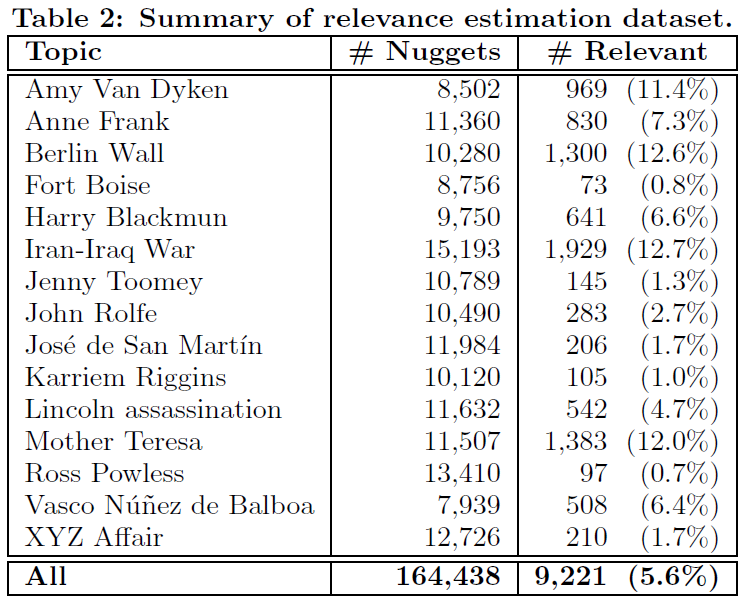 Table 2: Summary of relevance estimation dataset.
Topic # Nuggets # Relevant
Amy Van Dyken 8,502 969 (11.4%)
Anne Frank 11,360 830 (7.3%)
Berlin Wall 10,280 1,300 (12.6%)
Fort Boise 8,756 73 (0.8%)
Harry Blackmun 9,750 641 (6.6%)
Iran-Iraq War 15,193 1,929 (12.7%)
Jenny Toomey 10,789 145 (1.3%)
John Rolfe 10,490 283 (2.7%)
José de San Martín 11,984 206 (1.7%)
Karriem Riggins 10,120 105 (1.0%)
Lincoln assassination 11,632 542 (4.7%)
Mother Teresa 11,507 1,383 (12.0%)
Ross Powless 13,410 97 (0.7%)
Vasco Núñez de Balboa 7,939 508 (6.4%)
XYZ Affair 12,726 210 (1.7%)
All 164,438 9,221 (5.6%)